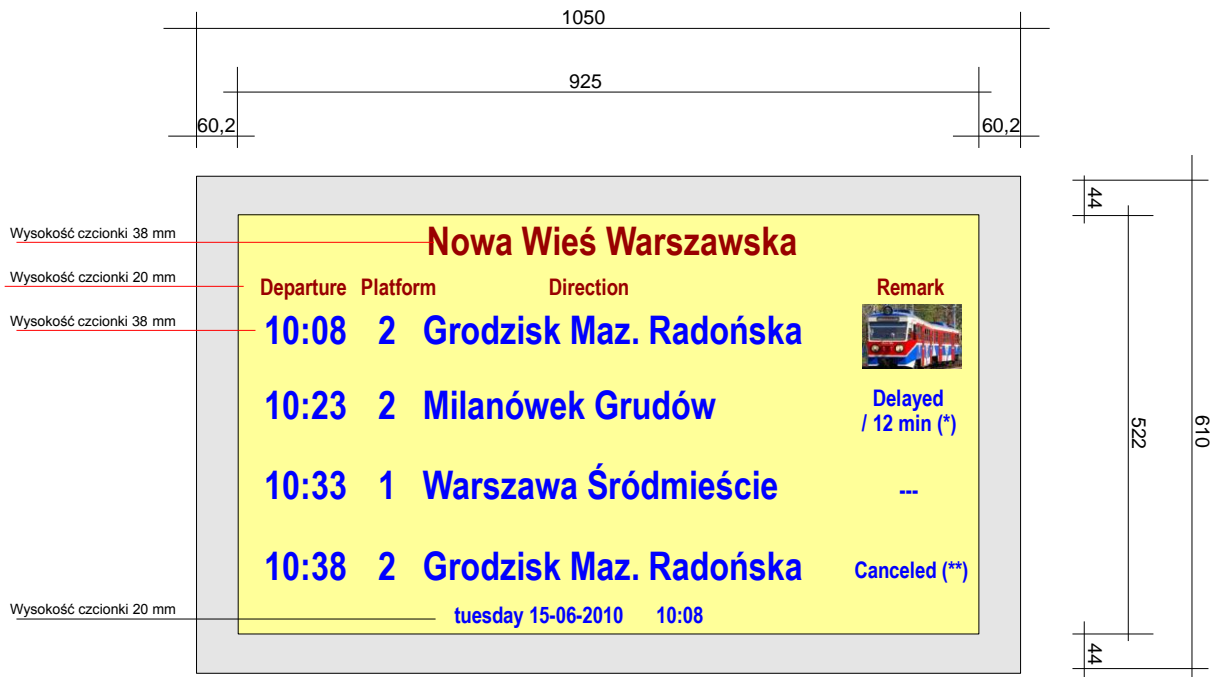 1050
925
60,2 60,2
44
Wysokość czcionki 38 mm
Nowa Wieś Warszawska
Wysokość czcionki 20 mm
Departure Platform Direction Remark
Wysokość czcionki 38 mm
10:08 2 Grodzisk Maz. Radońska
10:23 2 Milanówek Grudów Delayed
/ 12 min (*)
522 610
10:33 1 Warszawa Śródmieście ---
10:38 2 Grodzisk Maz. Radońska Canceled (**)
Wysokość czcionki 20 mm
tuesday 15-06-2010 10:08
44